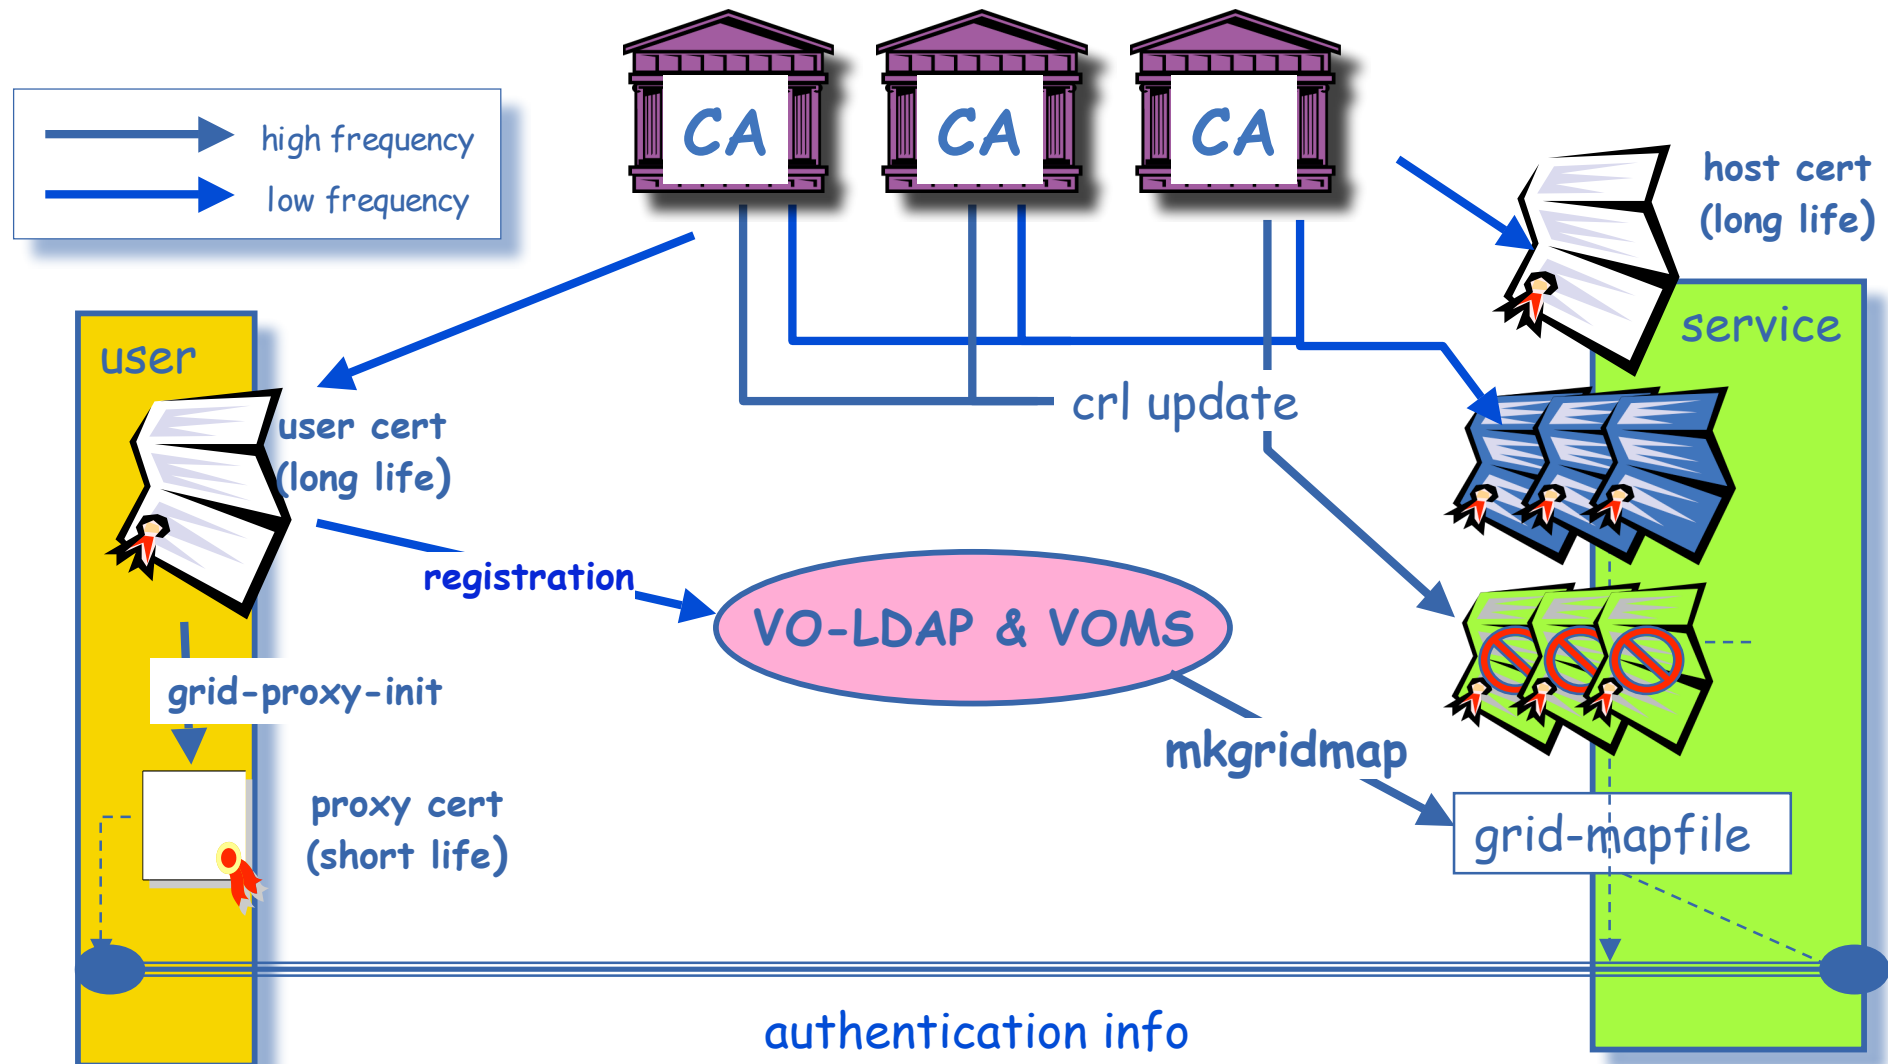 CA
CA
CA
high frequency
low frequency
host cert
(long life)
service
user
user cert
(long life)
crl update
registration
VO-LDAP & VOMS
grid-proxy-init
mkgridmap
proxy cert
(short life)
grid-mapfile
authentication info